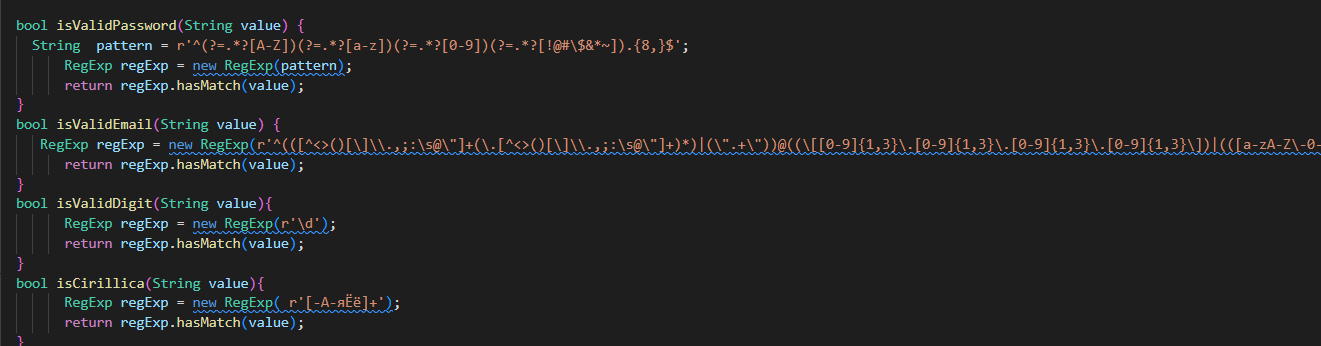 bool isValidPassword(String value) {
String  pattern = r'^(?=.*?[A-Z])(?=.*?[a-z])(?=.*?[0-9])(?=.*?[!@#\$&*~]).{8,}$';
RegExp regExp = new RegExp(pattern);
return regExp.hasMatch(value);
}
bool isValidEmail(String value) {
RegExp regExp = new RegExp(r'^(([^<>()[\]\\.,;:\s@\"]+(\.[^<>()[\]\\.,;:\s@\"]+)*)|(\".+\"))@((\[[0-9]{1,3}\.[0-9]{1,3}\.[0-9]{1,3}\.[0-9]{1,3}\])|(([a-zA-Z\-0-
return regExp.hasMatch(value);
}
bool isValidDigit(String value){
RegExp regExp = new RegExp(r'\d');
return regExp.hasMatch(value);
}
bool isCirillica(String value){
RegExp regExp = new RegExp( r'[-А-яЁё]+');
return regExp.hasMatch(value);
}